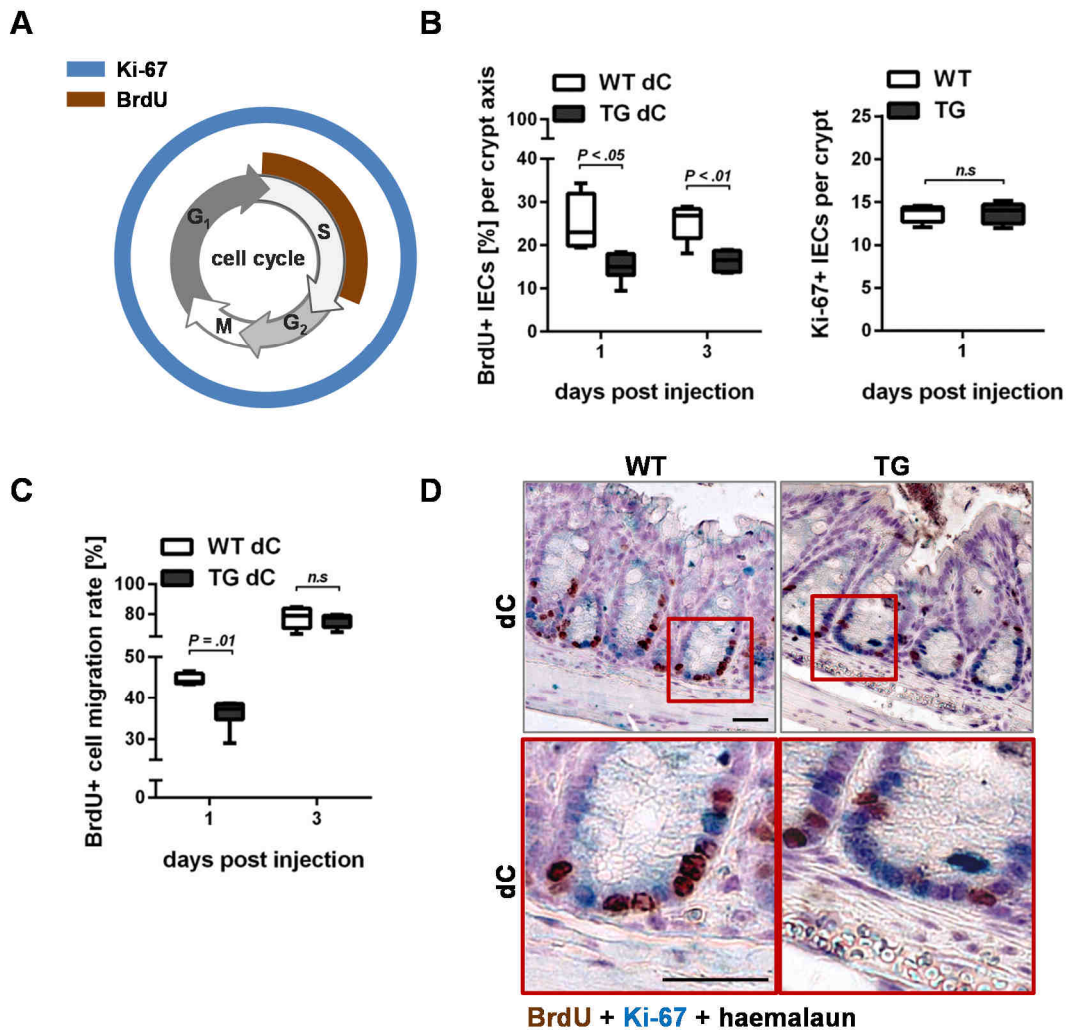 A
Ki-67
BrdU
G1
S
G2
M
cell cycle
B
BrdU+ IECs [%] per crypt axis
WT dC
TG dC
100
40
30
20
10
0
P < .05
P < .01
1
3
days post injection
Ki-67+ IECs per crypt
WT
TG
25
20
15
10
5
0
n.s
1
days post injection
C
BrdU+ cell migration rate [%]
WT dC
TG dC
100
80
60
45
40
30
0
P = .01
n.s
1
3
days post injection
D
WT
TG
dC
dC
BrdU + Ki-67 + haemalaun